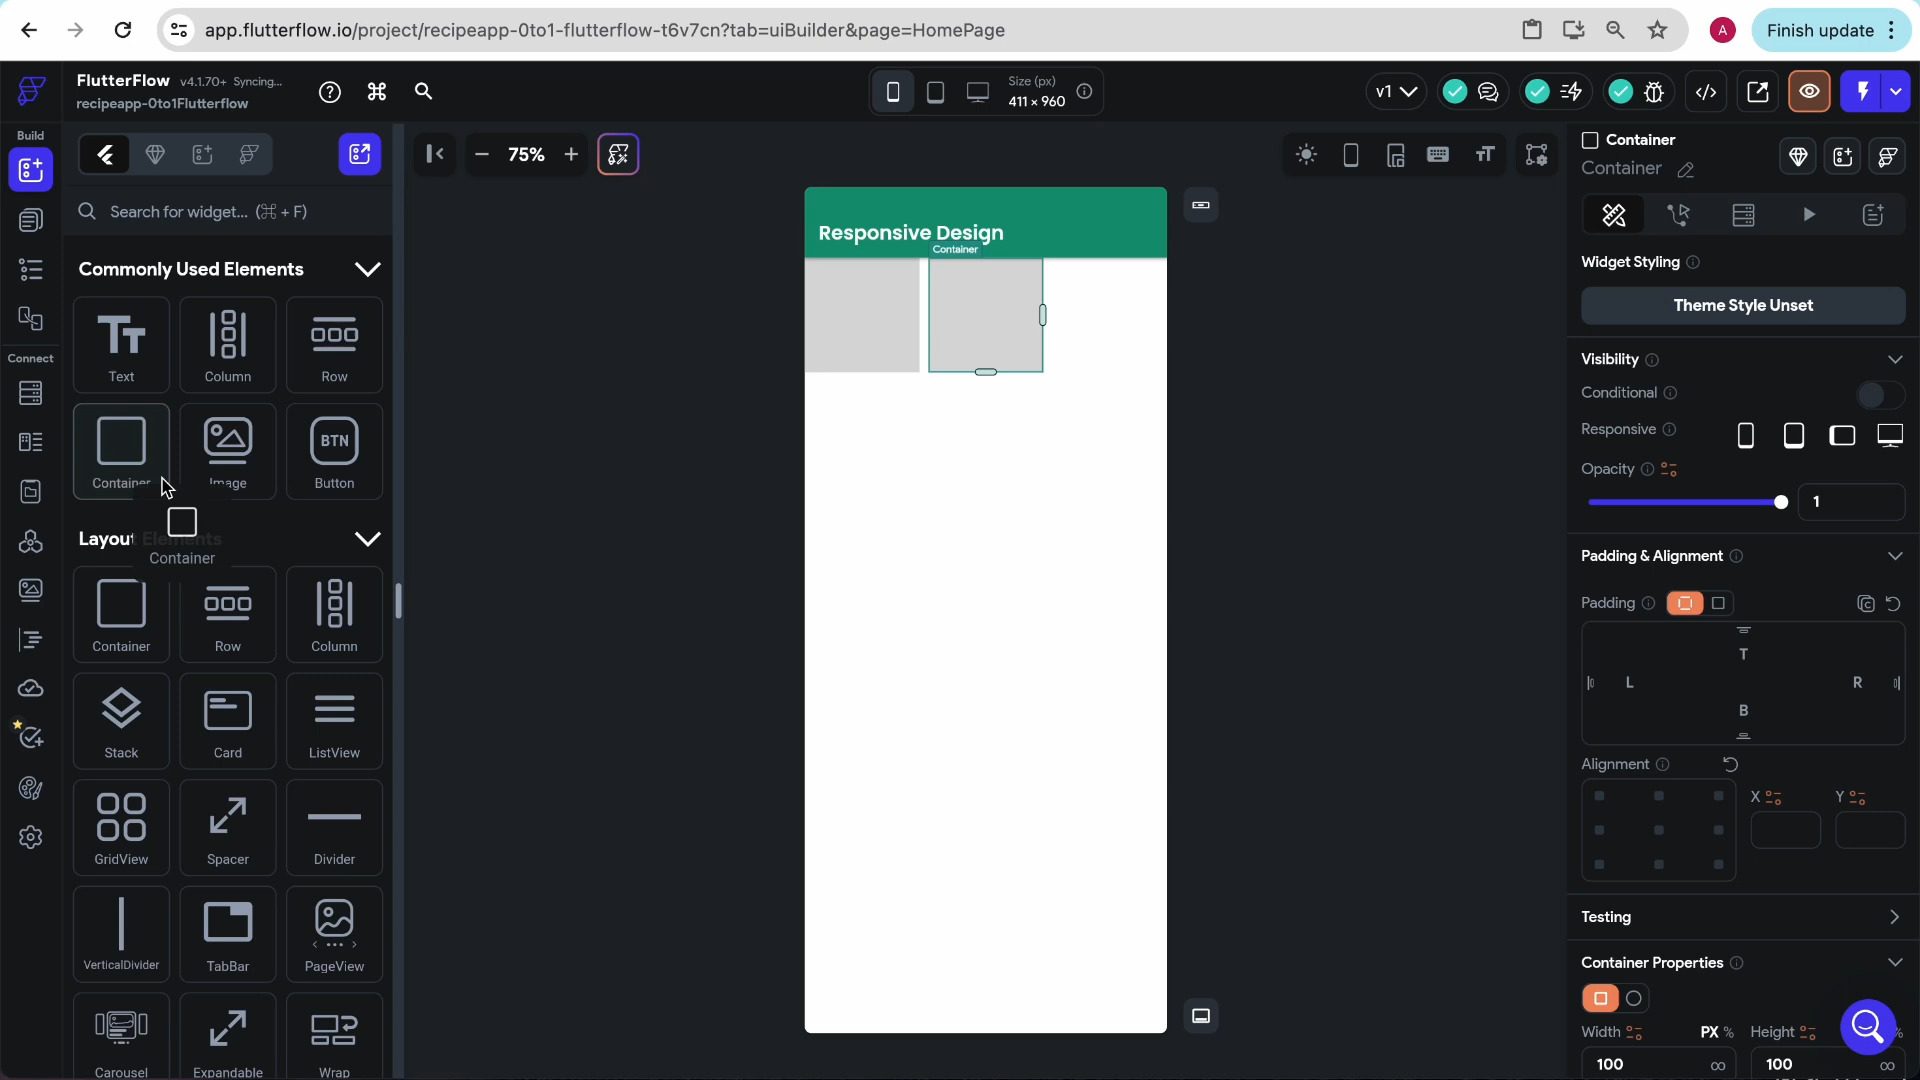 app.flutterflow.io/project/recipeapp-0to1-flutterflow-t6v7cn?tab=uiBuilder&page=HomePage
A
Finish update
FlutterFlow v4.1.70+ Syncing...
recipeapp-0to1Flutterflow
Size (px)
411 × 960
v1
Build
75%
Search for widget... (⌘ + F)
Commonly Used Elements
Text
Column
Row
Container
Image
BTN
Button
Connect
Layout Elements
Container
Container
Row
Column
Stack
Card
ListView
GridView
Spacer
Divider
VerticalDivider
TabBar
PageView
Carousel
Expandable
Wrap
Responsive Design
Container
Container
Container
Widget Styling
Theme Style Unset
Visibility
Conditional
Responsive
Opacity
1
Padding & Alignment
Padding
T
L
R
B
Alignment
X
Y
Testing
Container Properties
Width
PX %
Height
%
100
100